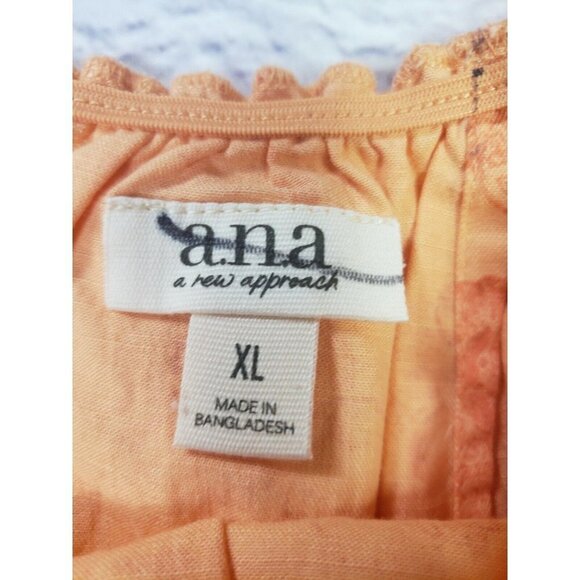 a.n.a
a new approach
XL
MADE IN
BANGLADESH